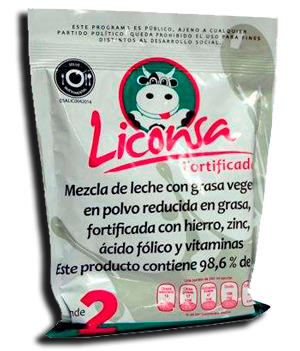 ESTE PROGRAMA ES PÚBLICO, AJENO A CUALQUIER
PARTIDO POLÍTICO. QUEDA PROHIBIDO EL USO PARA FINES
DISTINTOS AL DESARROLLO SOCIAL.
Liconsa
Fortificada
Mezcla de leche con grasa vege
en polvo reducida en grasa,
fortificada con hierro, zinc,
ácido fólico y vitaminas
Este producto contiene 98,6 % de
nde 2